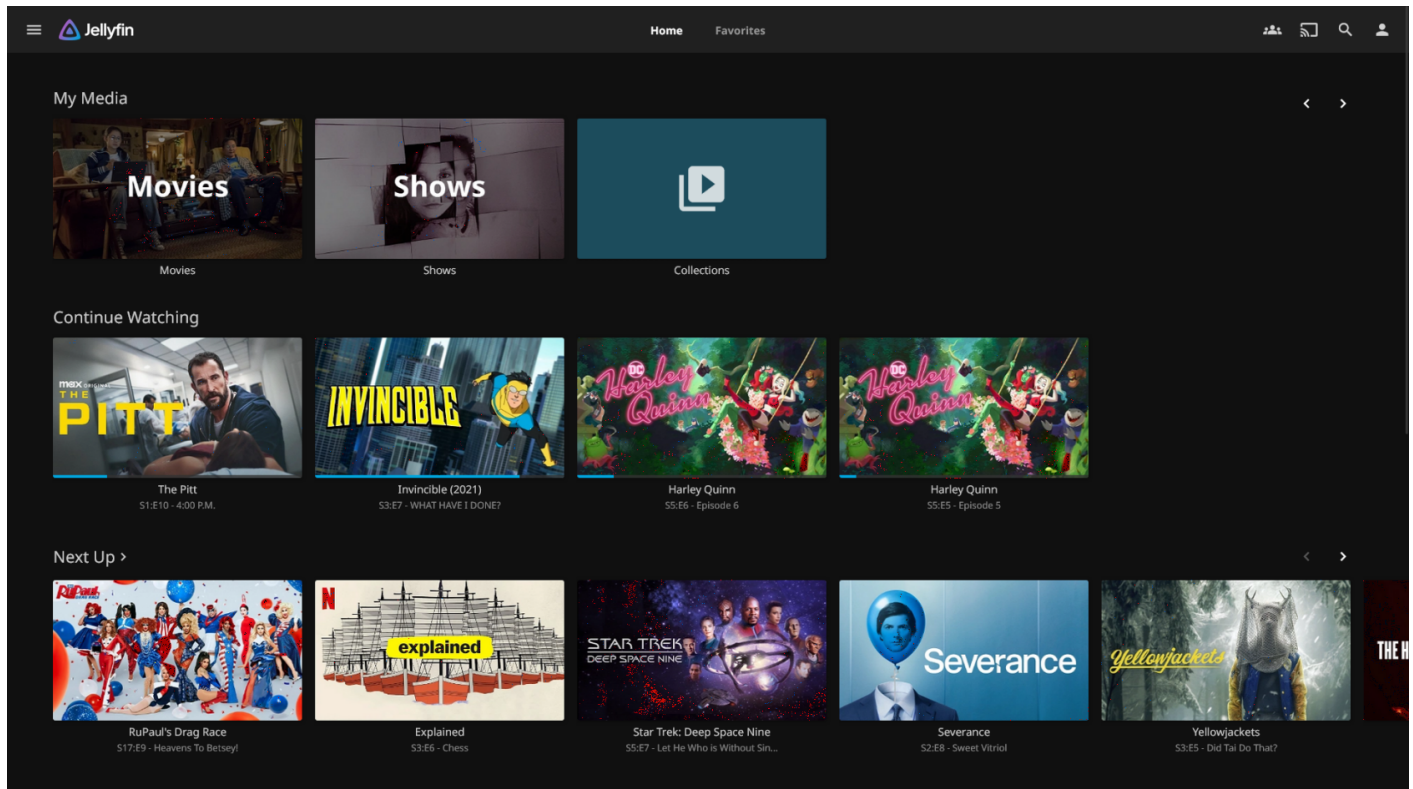 Jellyfin
Home
Favorites
My Media
Movies
Shows
Movies
Shows
Collections
Continue Watching
max ORIGINAL
THE
PITT
INVINCIBLE
DC
Harley
Quinn
DC
Harley
Quinn
The Pitt
Invincible (2021)
Harley Quinn
Harley Quinn
S1:E10 - 4:00 P.M.
S3:E7 - WHAT HAVE I DONE?
S5:E6 - Episode 6
S5:E5 - Episode 5
Next Up >
RuPaul's
N
explained
STAR TREK
DEEP SPACE NINE
Severance
Yellowjackets
THE H
RuPaul's Drag Race
Explained
Star Trek: Deep Space Nine
Severance
Yellowjackets
S17:E9 - Heavens To Betsey!
S3:E6 - Chess
S5:E7 - Let He Who is Without Sin...
S2:E8 - Sweet Vitriol
S3:E5 - Did Tai Do That?